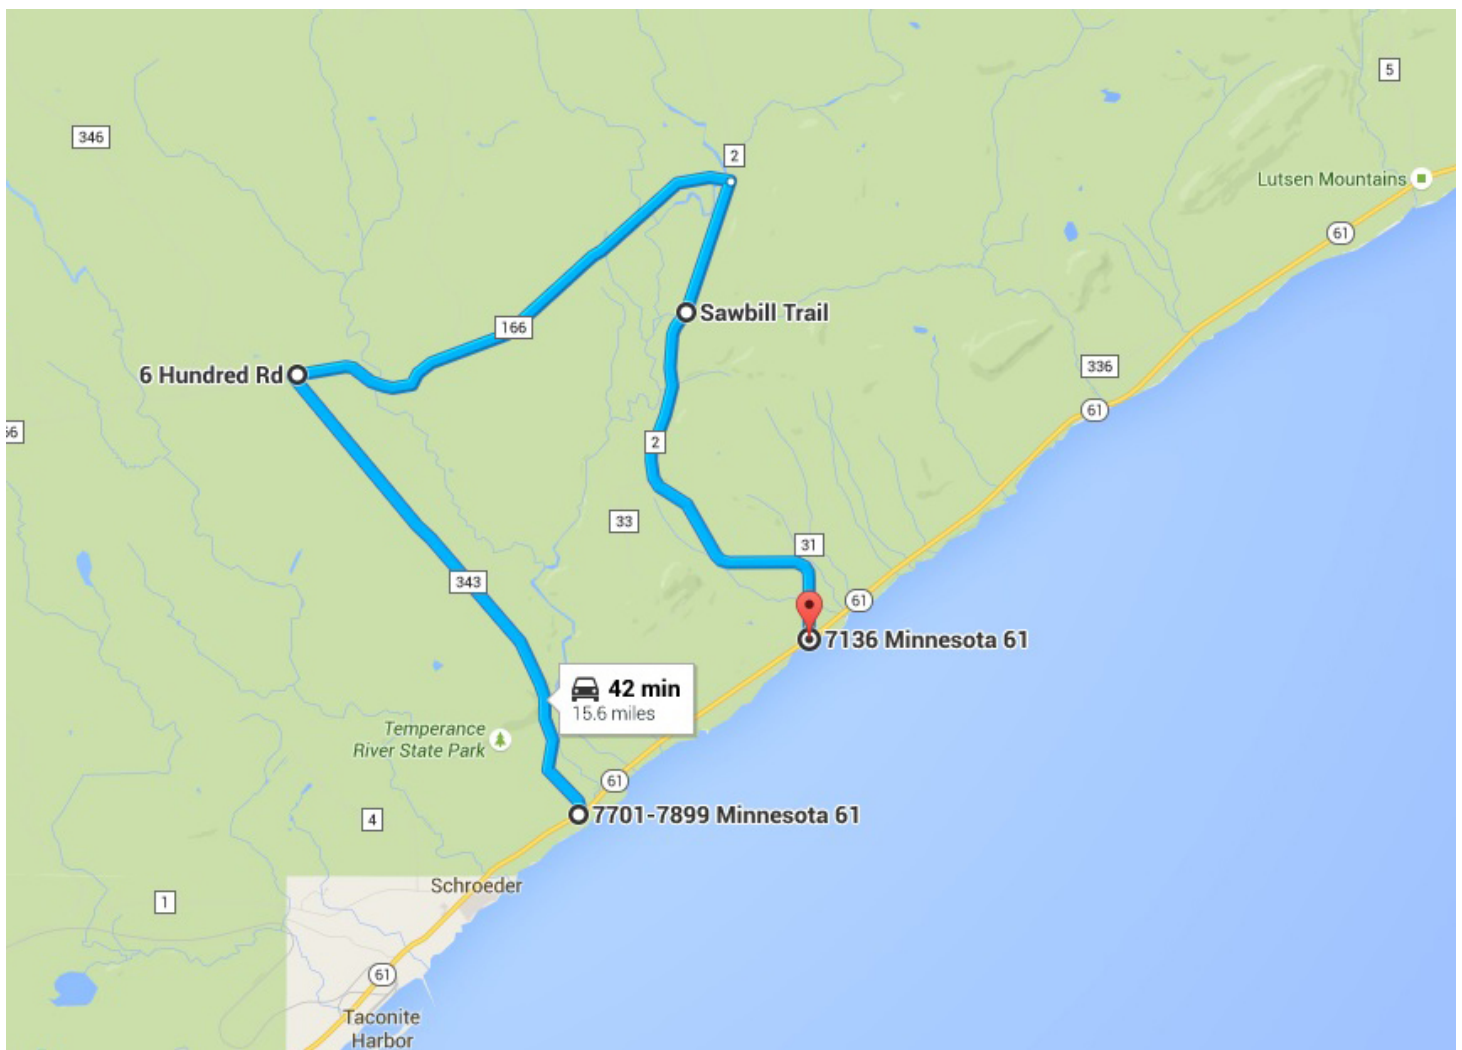 5
346
2
Lutsen Mountains
61
Sawbill Trail
166
336
6 Hundred Rd
61
66
2
33
31
343
61
7136 Minnesota 61
42 min
15.6 miles
Temperance
River State Park
61
7701-7899 Minnesota 61
4
Schroeder
1
61
Taconite
Harbor